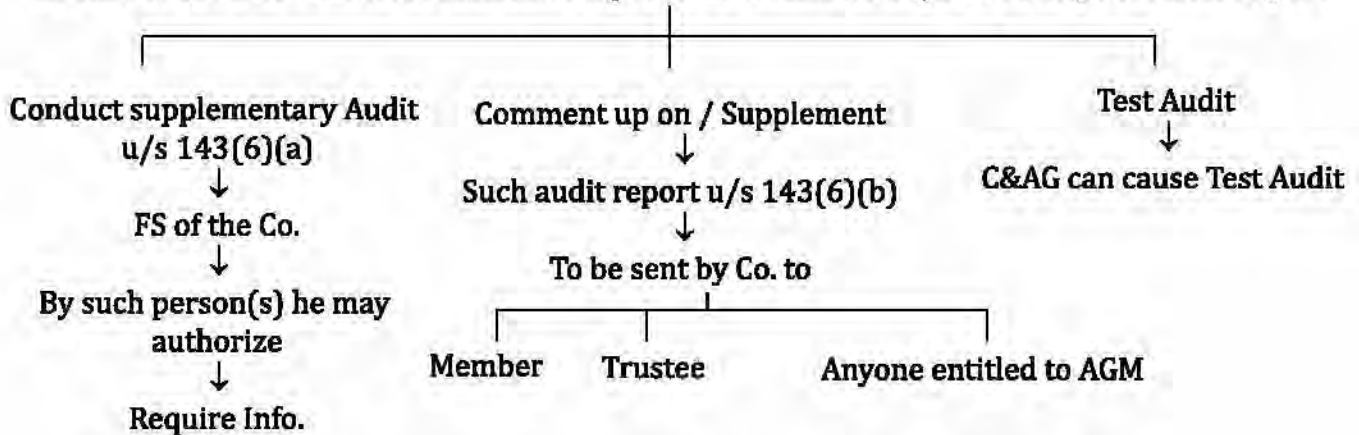 Conduct supplementary Audit
u/s 143(6)(a)
↓
FS of the Co.
↓
By such person(s) he may
authorize
↓
Require Info.
Comment up on / Supplement
↓
Such audit report u/s 143(6)(b)
↓
To be sent by Co. to
Member
Trustee
Anyone entitled to AGM
Test Audit
↓
C&AG can cause Test Audit